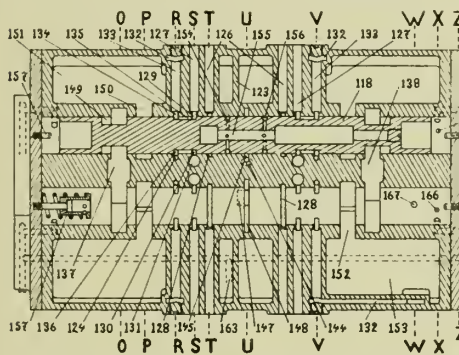 O P R S T U V W X Z
151 134 135 133 132 127 154 126 155 156 132 133 127
157 129 123 118 138
149 150
128 167 166
137 152
157 136 124 130 131 128 145 163 147 148 144 132 153
O P R S T U V W X Z